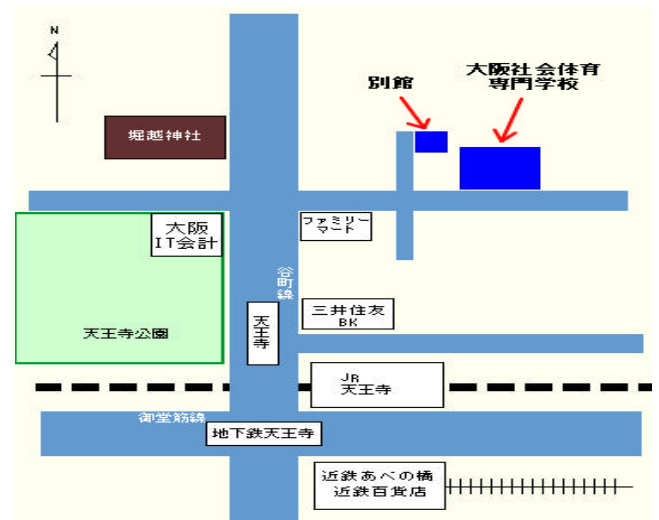 N
大阪社会体育
専門学校
別館
堀越神社
大阪
IT会計
ファミリー
マート
谷町線
三井住友
BK
天王寺
天王寺公園
JR
天王寺
御堂筋線
地下鉄天王寺
近鉄あべの橋
近鉄百貨店